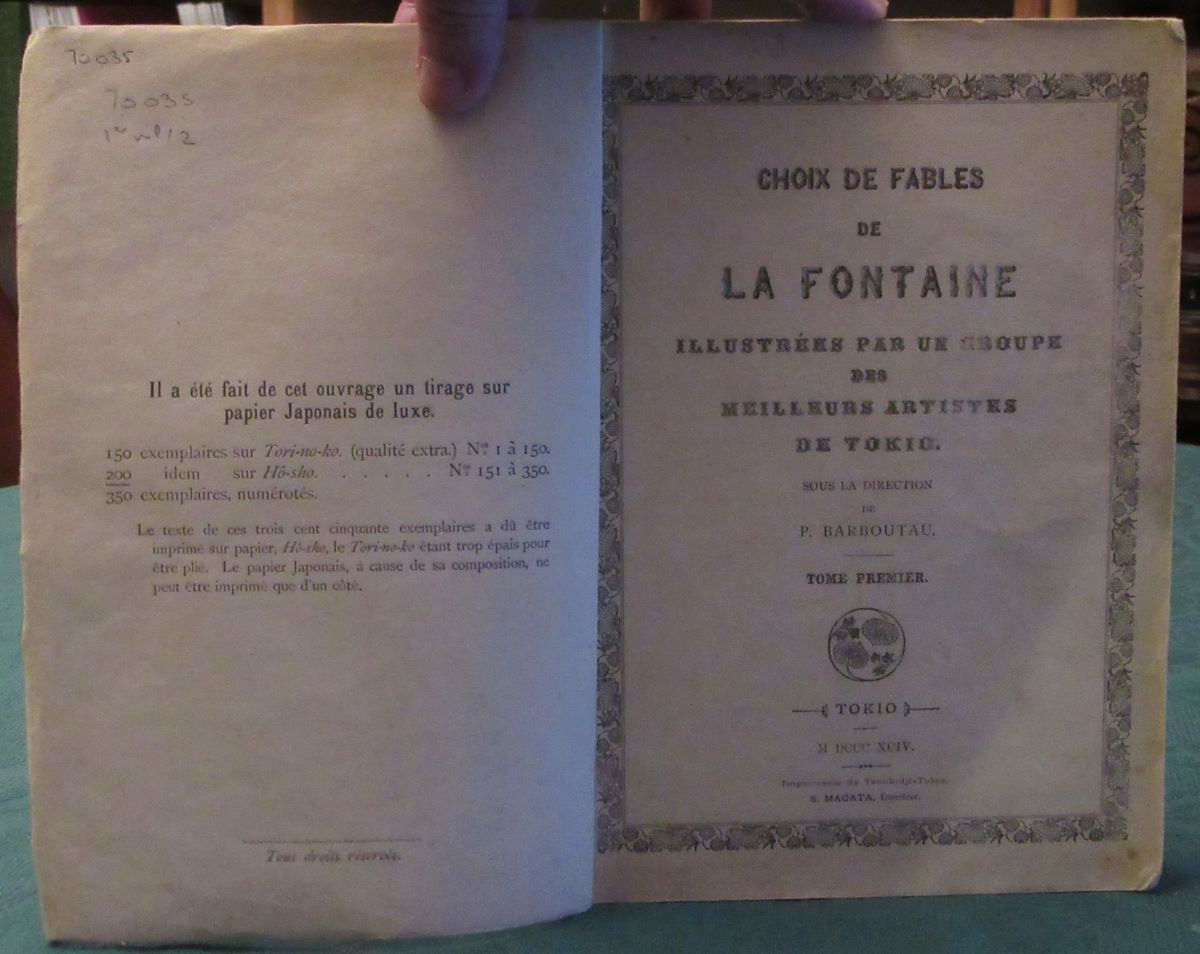 70035
70035
Il a été fait de cet ouvrage un tirage sur
papier Japonais de luxe.
150 exemplaires sur Tori-no-ko. (qualité extra.) Nos 1 à 150.
200 idem sur Hô-sho. . . . . . Nos 151 à 350.
350 exemplaires, numérotés.
Le texte de ces trois cent cinquante exemplaires a dû être
imprimé sur papier, Hô-sho, le Tori-no-ko étant trop épais pour
être plié. Le papier Japonais, à cause de sa composition, ne
peut être imprimé que d'un côté.
Tous droits réservés.
CHOIX DE FABLES
DE
LA FONTAINE
ILLUSTRÉES PAR UN GROUPE
DES
MEILLEURS ARTISTES
DE TOKIO.
SOUS LA DIRECTION
DE
P. BARBOUTAU.
TOME PREMIER.
TOKIO
M DCCC XCIV.
Imprimerie de Tsoukidji-Tokio,
S. MAGATA, Directeur.